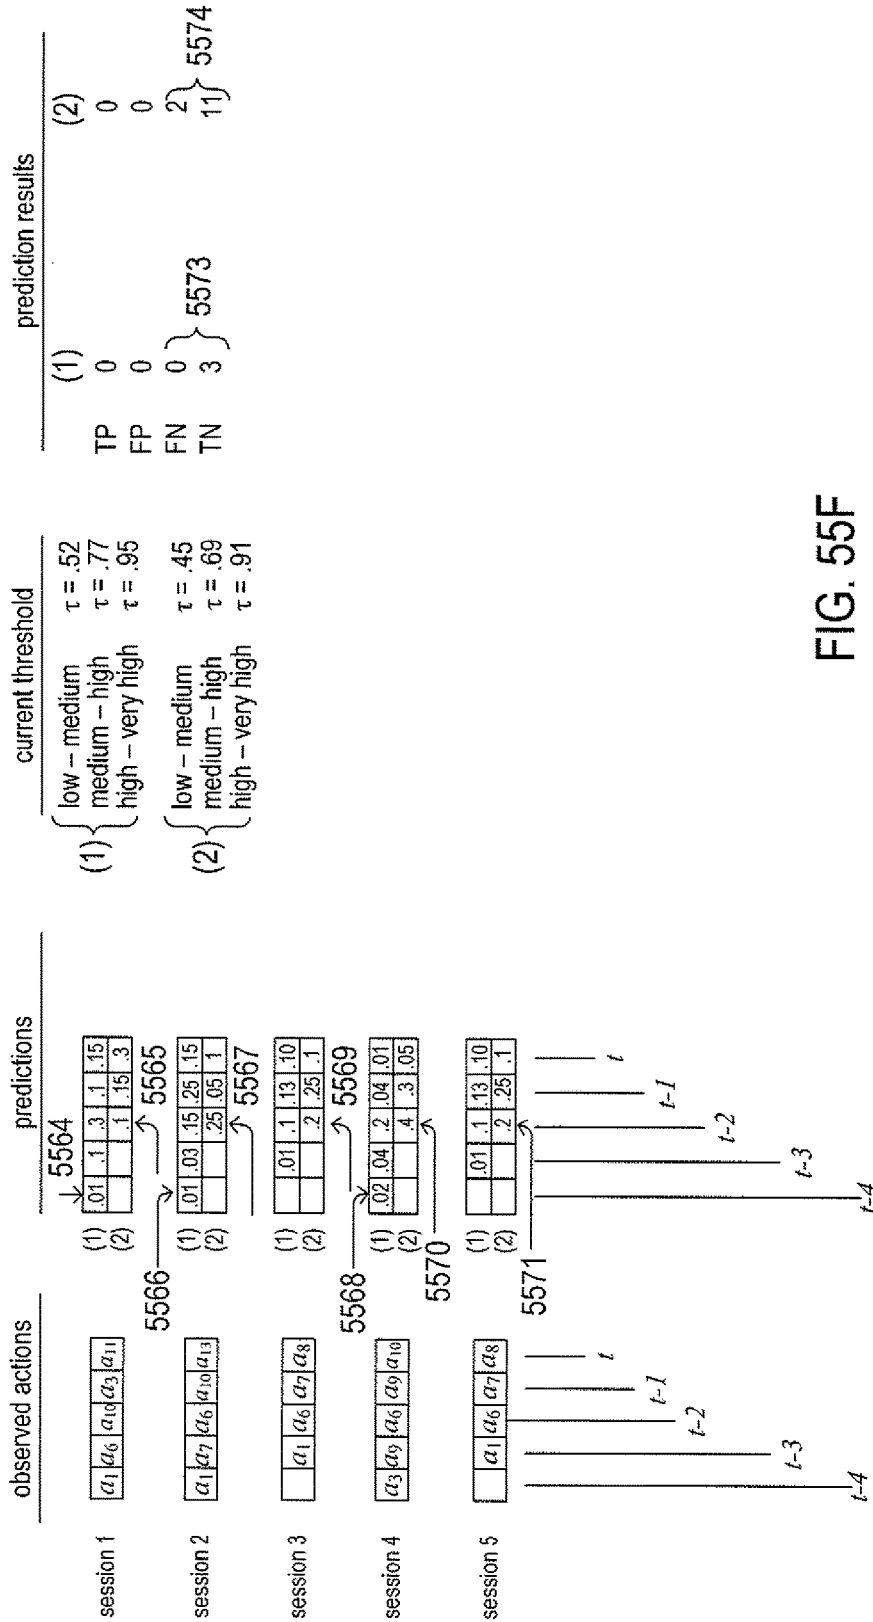 observed actions
predictions
current threshold
prediction results
session 1
a1 a6 a10 a3 a11
5564
(1) .01 .1 .3 .1 .15
(2) .1 .15 .3
5565
5566
session 2
a1 a7 a6 a10 a13
(1) .01 .03 .15 .25 .15
(2) .25 .05 1
5567
session 3
a1 a6 a7 a8
(1) .01 .1 .13 .10
(2) .2 .25 .1
5569
5568
session 4
a3 a9 a6 a9 a10
(1) .02 .04 .2 .04 .01
(2) .4 .3 .05
5570
session 5
a1 a6 a7 a8
(1) .01 .1 .13 .10
(2) .2 .25 .1
5571
t-4 t-3 t-2 t-1 t
t-4 t-3 t-2 t-1 t
(1)
low – medium τ = .52
medium – high τ = .77
high – very high τ = .95
(2)
low – medium τ = .45
medium – high τ = .69
high – very high τ = .91
(1) (2)
TP 0 0
FP 0 0
FN 0 2
TN 3 11
5573
5574
FIG. 55F